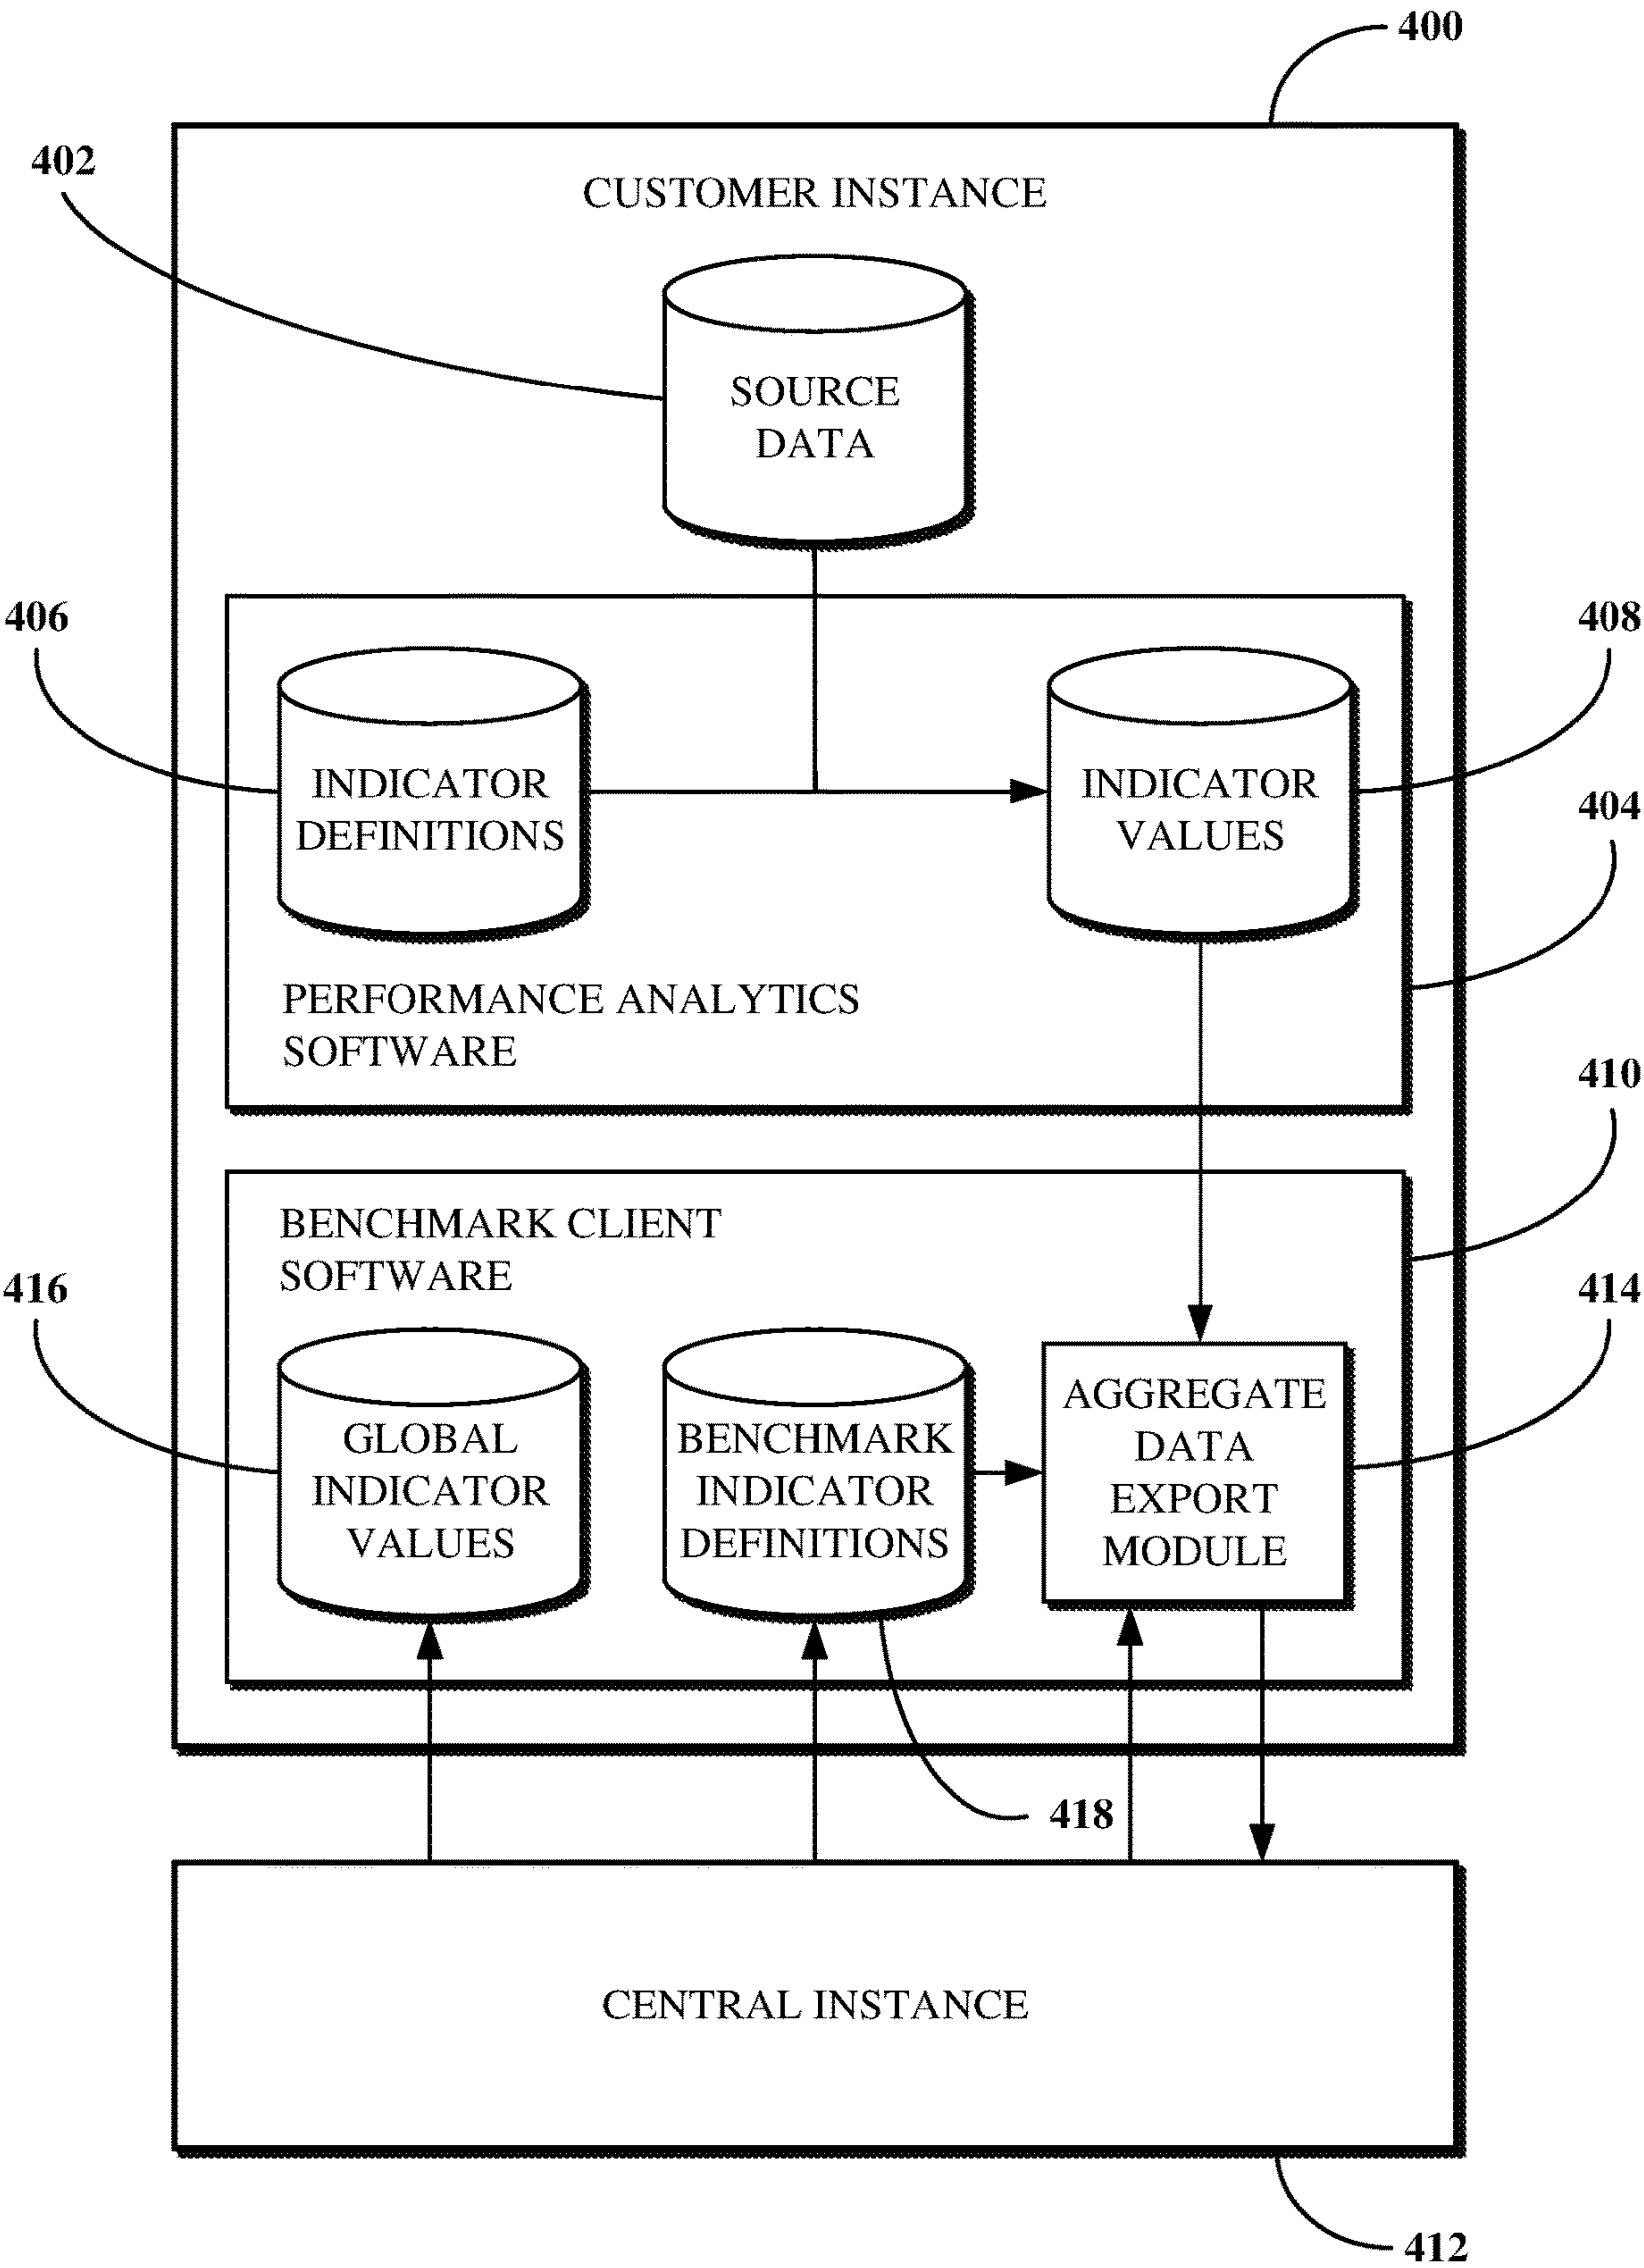 400
402
CUSTOMER INSTANCE
SOURCE
DATA
406
408
INDICATOR
DEFINITIONS
INDICATOR
VALUES
404
PERFORMANCE ANALYTICS
SOFTWARE
410
BENCHMARK CLIENT
SOFTWARE
416
414
GLOBAL
INDICATOR
VALUES
BENCHMARK
INDICATOR
DEFINITIONS
AGGREGATE
DATA
EXPORT
MODULE
418
CENTRAL INSTANCE
412